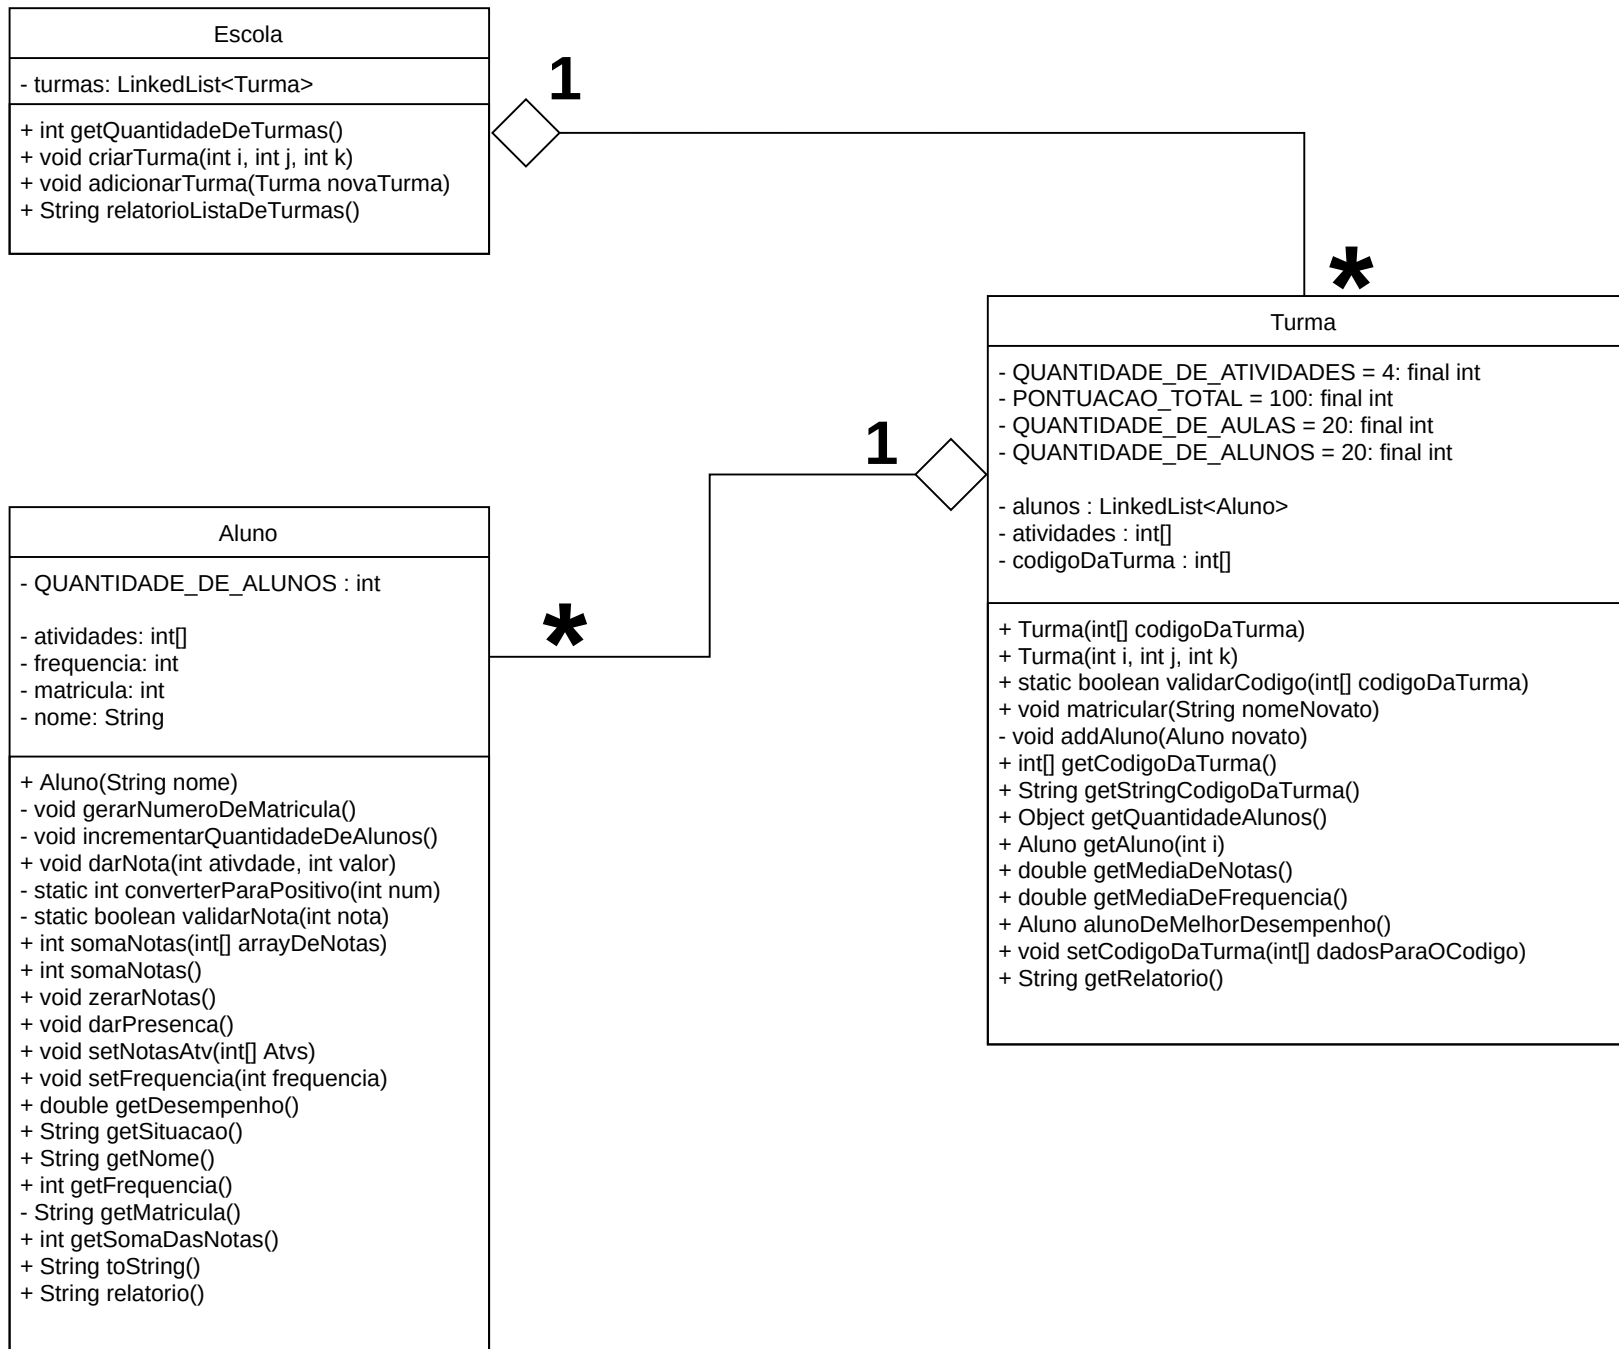 Escola
- turmas: LinkedList<Turma>
+ int getQuantidadeDeTurmas()
+ void criarTurma(int i, int j, int k)
+ void adicionarTurma(Turma novaTurma)
+ String relatorioListaDeTurmas()
1
*
Turma
- QUANTIDADE_DE_ATIVIDADES = 4: final int
- PONTUACAO_TOTAL = 100: final int
- QUANTIDADE_DE_AULAS = 20: final int
- QUANTIDADE_DE_ALUNOS = 20: final int
- alunos : LinkedList<Aluno>
- atividades : int[]
- codigoDaTurma : int[]
+ Turma(int[] codigoDaTurma)
+ Turma(int i, int j, int k)
+ static boolean validarCodigo(int[] codigoDaTurma)
+ void matricular(String nomeNovato)
- void addAluno(Aluno novato)
+ int[] getCodigoDaTurma()
+ String getStringCodigoDaTurma()
+ Object getQuantidadeAlunos()
+ Aluno getAluno(int i)
+ double getMediaDeNotas()
+ double getMediaDeFrequencia()
+ Aluno alunoDeMelhorDesempenho()
+ void setCodigoDaTurma(int[] dadosParaOCodigo)
+ String getRelatorio()
1
*
Aluno
- QUANTIDADE_DE_ALUNOS : int
- atividades: int[]
- frequencia: int
- matricula: int
- nome: String
+ Aluno(String nome)
- void gerarNumeroDeMatricula()
- void incrementarQuantidadeDeAlunos()
+ void darNota(int ativdade, int valor)
- static int converterParaPositivo(int num)
- static boolean validarNota(int nota)
+ int somaNotas(int[] arrayDeNotas)
+ int somaNotas()
+ void zerarNotas()
+ void darPresenca()
+ void setNotasAtv(int[] Atvs)
+ void setFrequencia(int frequencia)
+ double getDesempenho()
+ String getSituacao()
+ String getNome()
+ int getFrequencia()
- String getMatricula()
+ int getSomaDasNotas()
+ String toString()
+ String relatorio()